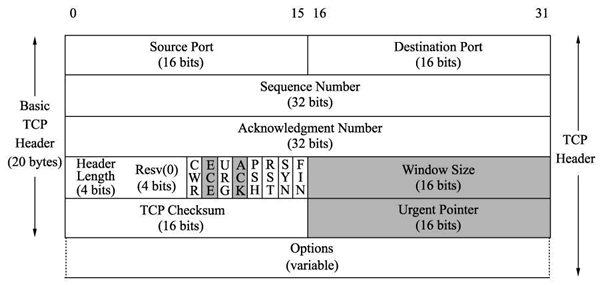 0 15 16 31
Source Port Destination Port
(16 bits) (16 bits)
Sequence Number
(32 bits)
Basic
TCP
Header
(20 bytes)
Acknowledgment Number
(32 bits)
TCP
Header
Header
Length
(4 bits)
Resv(0)
(4 bits)
CWR
ECE
URG
ACK
PSH
RST
SYN
FIN
Window Size
(16 bits)
TCP Checksum
(16 bits)
Urgent Pointer
(16 bits)
Options
(variable)